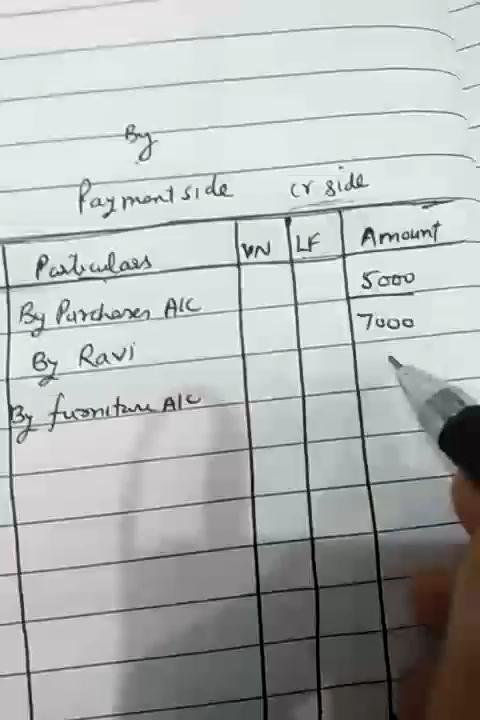 By
Payment side Cr side
Particulars VN LF Amount
By Purchases A/C 5000
By Ravi 7000
By furniture A/C